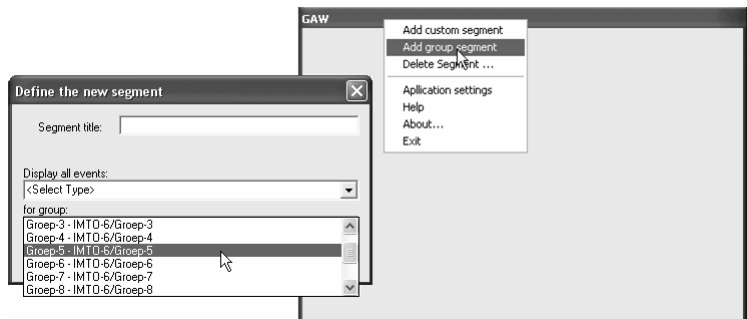 GAW
Add custom segment
Add group segment
Delete Segment ...
Apllication settings
Help
About...
Exit
Define the new segment
Segment title:
Display all events:
<Select Type>
for group:
Groep-3 - IMTO-6/Groep-3
Groep-4 - IMTO-6/Groep-4
Groep-5 - IMTO-6/Groep-5
Groep-6 - IMTO-6/Groep-6
Groep-7 - IMTO-6/Groep-7
Groep-8 - IMTO-6/Groep-8